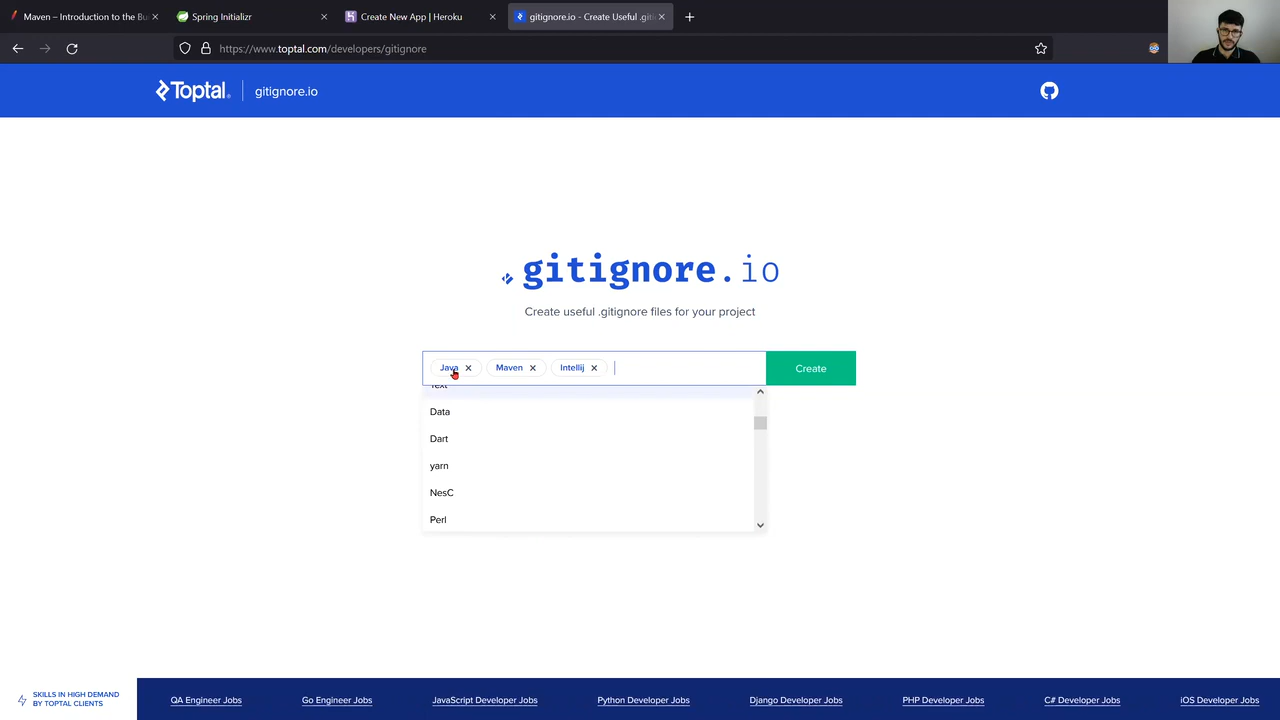 Maven – Introduction to the Bu
Spring Initializr
Create New App | Heroku
gitignore.io - Create Useful .giti
https://www.toptal.com/developers/gitignore
Toptal
gitignore.io
gitignore.io
Create useful .gitignore files for your project
Java
Maven
Intellij
Create
Text
Data
Dart
yarn
NesC
Perl
SKILLS IN HIGH DEMAND
BY TOPTAL CLIENTS
QA Engineer Jobs
Go Engineer Jobs
JavaScript Developer Jobs
Python Developer Jobs
Django Developer Jobs
PHP Developer Jobs
C# Developer Jobs
iOS Developer Jobs